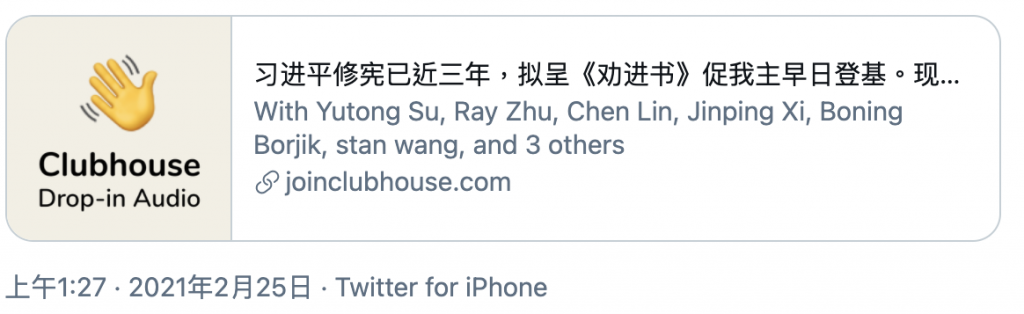 习进平修宪已近三年，拟呈《劝进书》促我主早日登基。现...
With Yutong Su, Ray Zhu, Chen Lin, Jinping Xi, Boning
Borjik, stan wang, and 3 others
joinclubhouse.com
Clubhouse
Drop-in Audio
上午1:27 · 2021年2月25日 · Twitter for iPhone